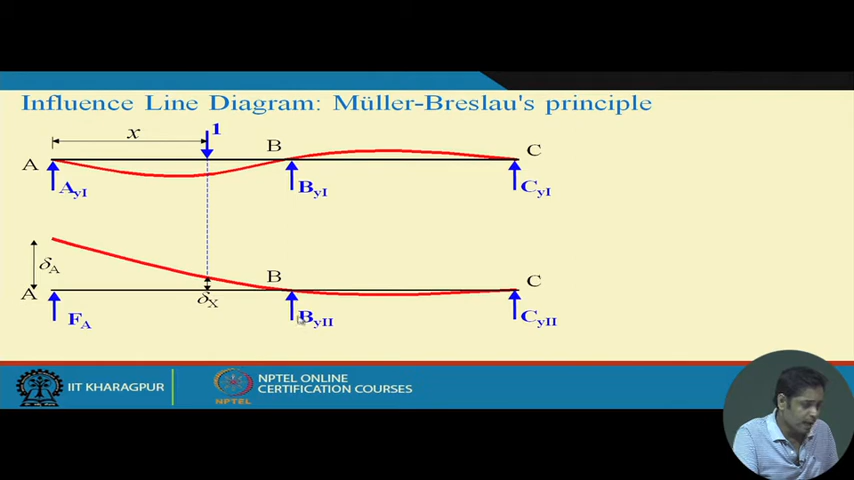 Influence Line Diagram: Müller-Breslau's principle
x
1
A
B
C
AyI
ByI
CyI
δA
A
B
C
δX
FA
ByII
CyII
IIT KHARAGPUR
NPTEL
NPTEL ONLINE
CERTIFICATION COURSES